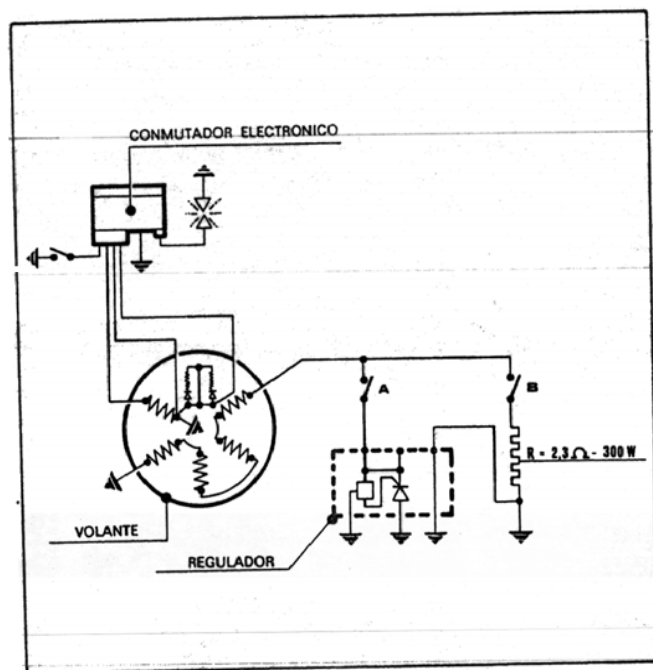 CONMUTADOR ELECTRONICO
A
B
R = 2,3 Ω - 300 W
VOLANTE
REGULADOR